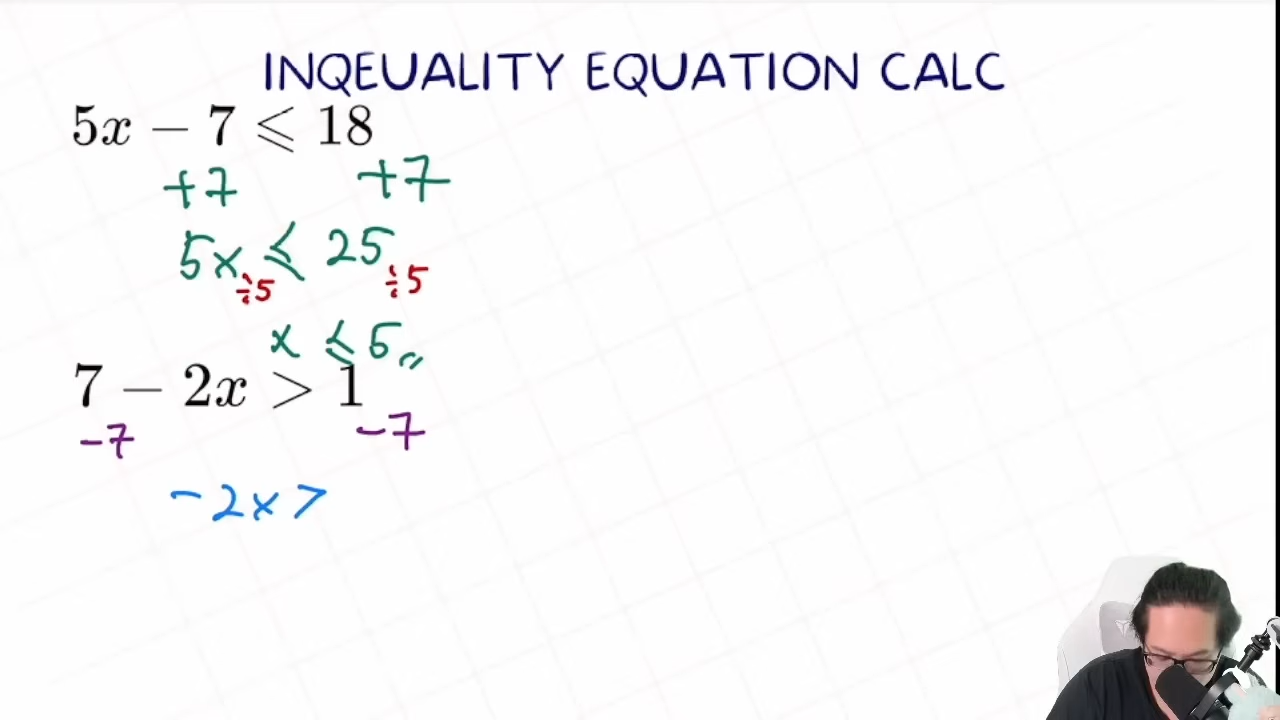 INQEUALITY EQUATION CALC
5x − 7 ⩽ 18
+7 +7
5x ⩽ 25
÷5 ÷5
x ⩽ 5
7 − 2x > 1
−7 −7
−2x >